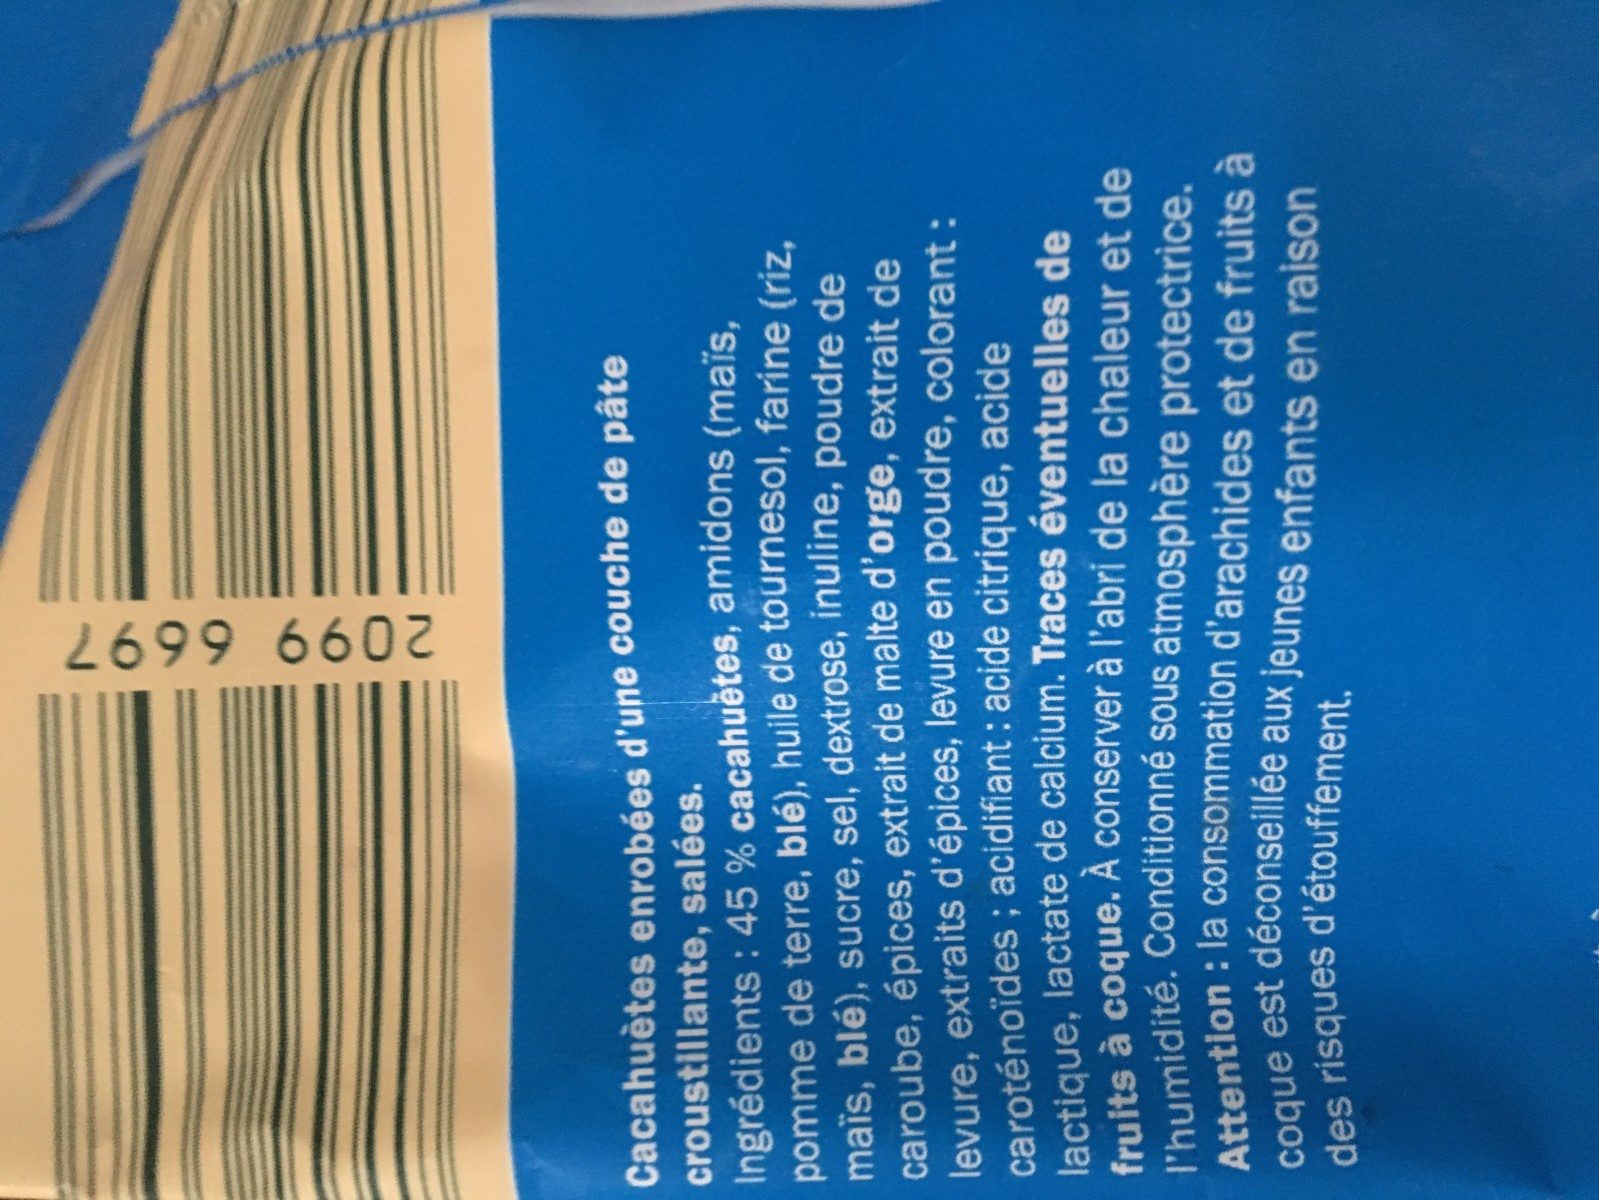 2099 6697
Cacahuètes enrobées d'une couche de pâte
croustillante, salées.
Ingrédients : 45 % cacahuètes, amidons (maïs,
pomme de terre, blé), huile de tournesol, farine (riz,
maïs, blé), sucre, sel, dextrose, inuline, poudre de
caroube, épices, extrait de malte d'orge, extrait de
levure, extraits d'épices, levure en poudre, colorant :
caroténoïdes ; acidifiant : acide citrique, acide
lactique, lactate de calcium. Traces éventuelles de
fruits à coque. À conserver à l'abri de la chaleur et de
l'humidité. Conditionné sous atmosphère protectrice.
Attention : la consommation d'arachides et de fruits à
coque est déconseillée aux jeunes enfants en raison
des risques d'étouffement.